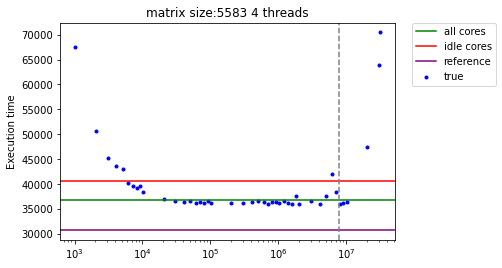 matrix size:5583 4 threads
70000
65000
60000
55000
50000
45000
40000
35000
30000
Execution time
10³
10⁴
10⁵
10⁶
10⁷
all cores
idle cores
reference
true